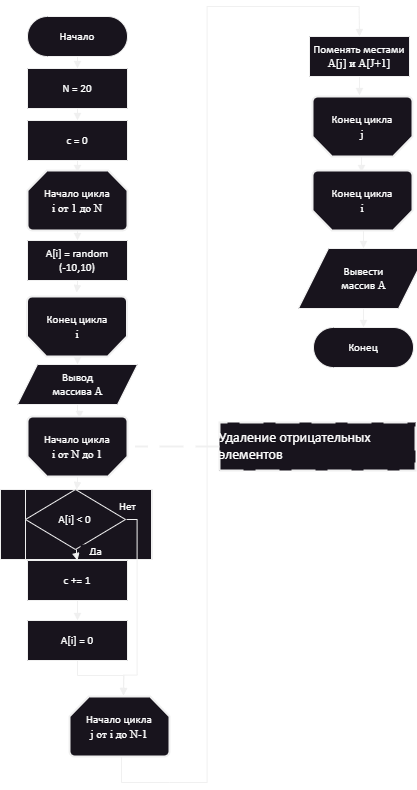 Начало
N = 20
c = 0
Начало цикла
i от 1 до N
A[i] = random
(-10,10)
Конец цикла
i
Вывод
массива A
Начало цикла
i от N до 1
Удаление отрицательных
элементов
A[i] < 0
Нет
Да
c += 1
A[i] = 0
Начало цикла
j от i до N-1
Поменять местами
A[j] и A[J+1]
Конец цикла
j
Конец цикла
i
Вывести
массив A
Конец